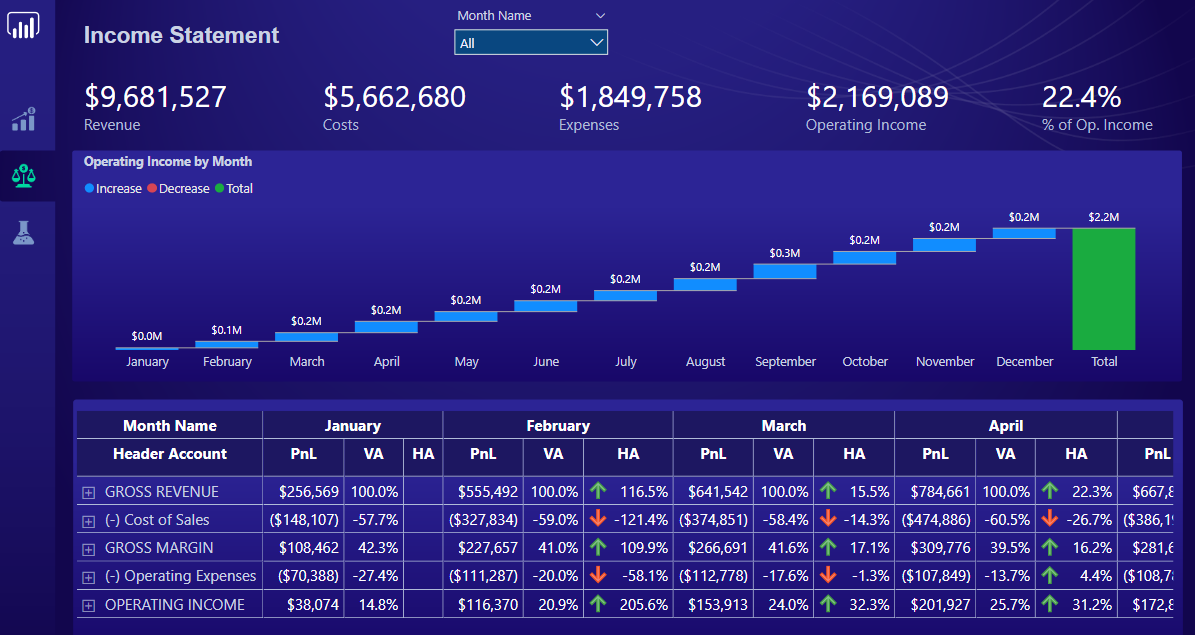 Income Statement
Month Name
All
$9,681,527
Revenue
$5,662,680
Costs
$1,849,758
Expenses
$2,169,089
Operating Income
22.4%
% of Op. Income
Operating Income by Month
Increase Decrease Total
$0.0M $0.1M $0.2M $0.2M $0.2M $0.2M $0.2M $0.2M $0.3M $0.2M $0.2M $0.2M $2.2M
January February March April May June July August September October November December Total
Month Name January February March April
Header Account PnL VA HA PnL VA HA PnL VA HA PnL VA HA PnL
GROSS REVENUE $256,569 100.0% $555,492 100.0% 116.5% $641,542 100.0% 15.5% $784,661 100.0% 22.3% $667,8
(-) Cost of Sales ($148,107) -57.7% ($327,834) -59.0% -121.4% ($374,851) -58.4% -14.3% ($474,886) -60.5% -26.7% ($386,1
GROSS MARGIN $108,462 42.3% $227,657 41.0% 109.9% $266,691 41.6% 17.1% $309,776 39.5% 16.2% $281,6
(-) Operating Expenses ($70,388) -27.4% ($111,287) -20.0% -58.1% ($112,778) -17.6% -1.3% ($107,849) -13.7% 4.4% ($108,7
OPERATING INCOME $38,074 14.8% $116,370 20.9% 205.6% $153,913 24.0% 32.3% $201,927 25.7% 31.2% $172,8